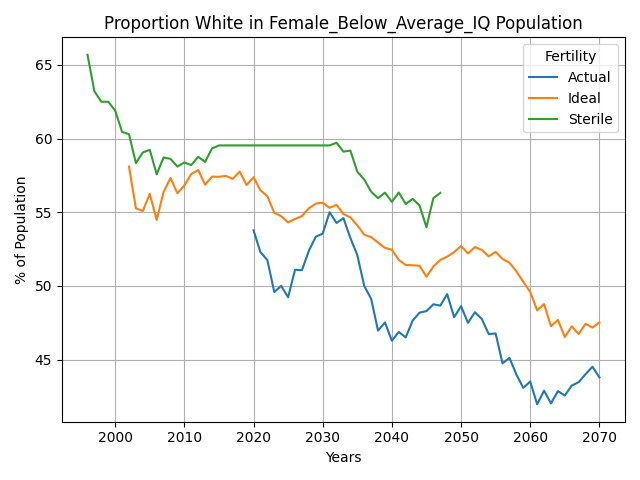 Proportion White in Female_Below_Average_IQ Population
Fertility
Actual
Ideal
Sterile
% of Population
65
60
55
50
45
2000
2010
2020
2030
2040
2050
2060
2070
Years